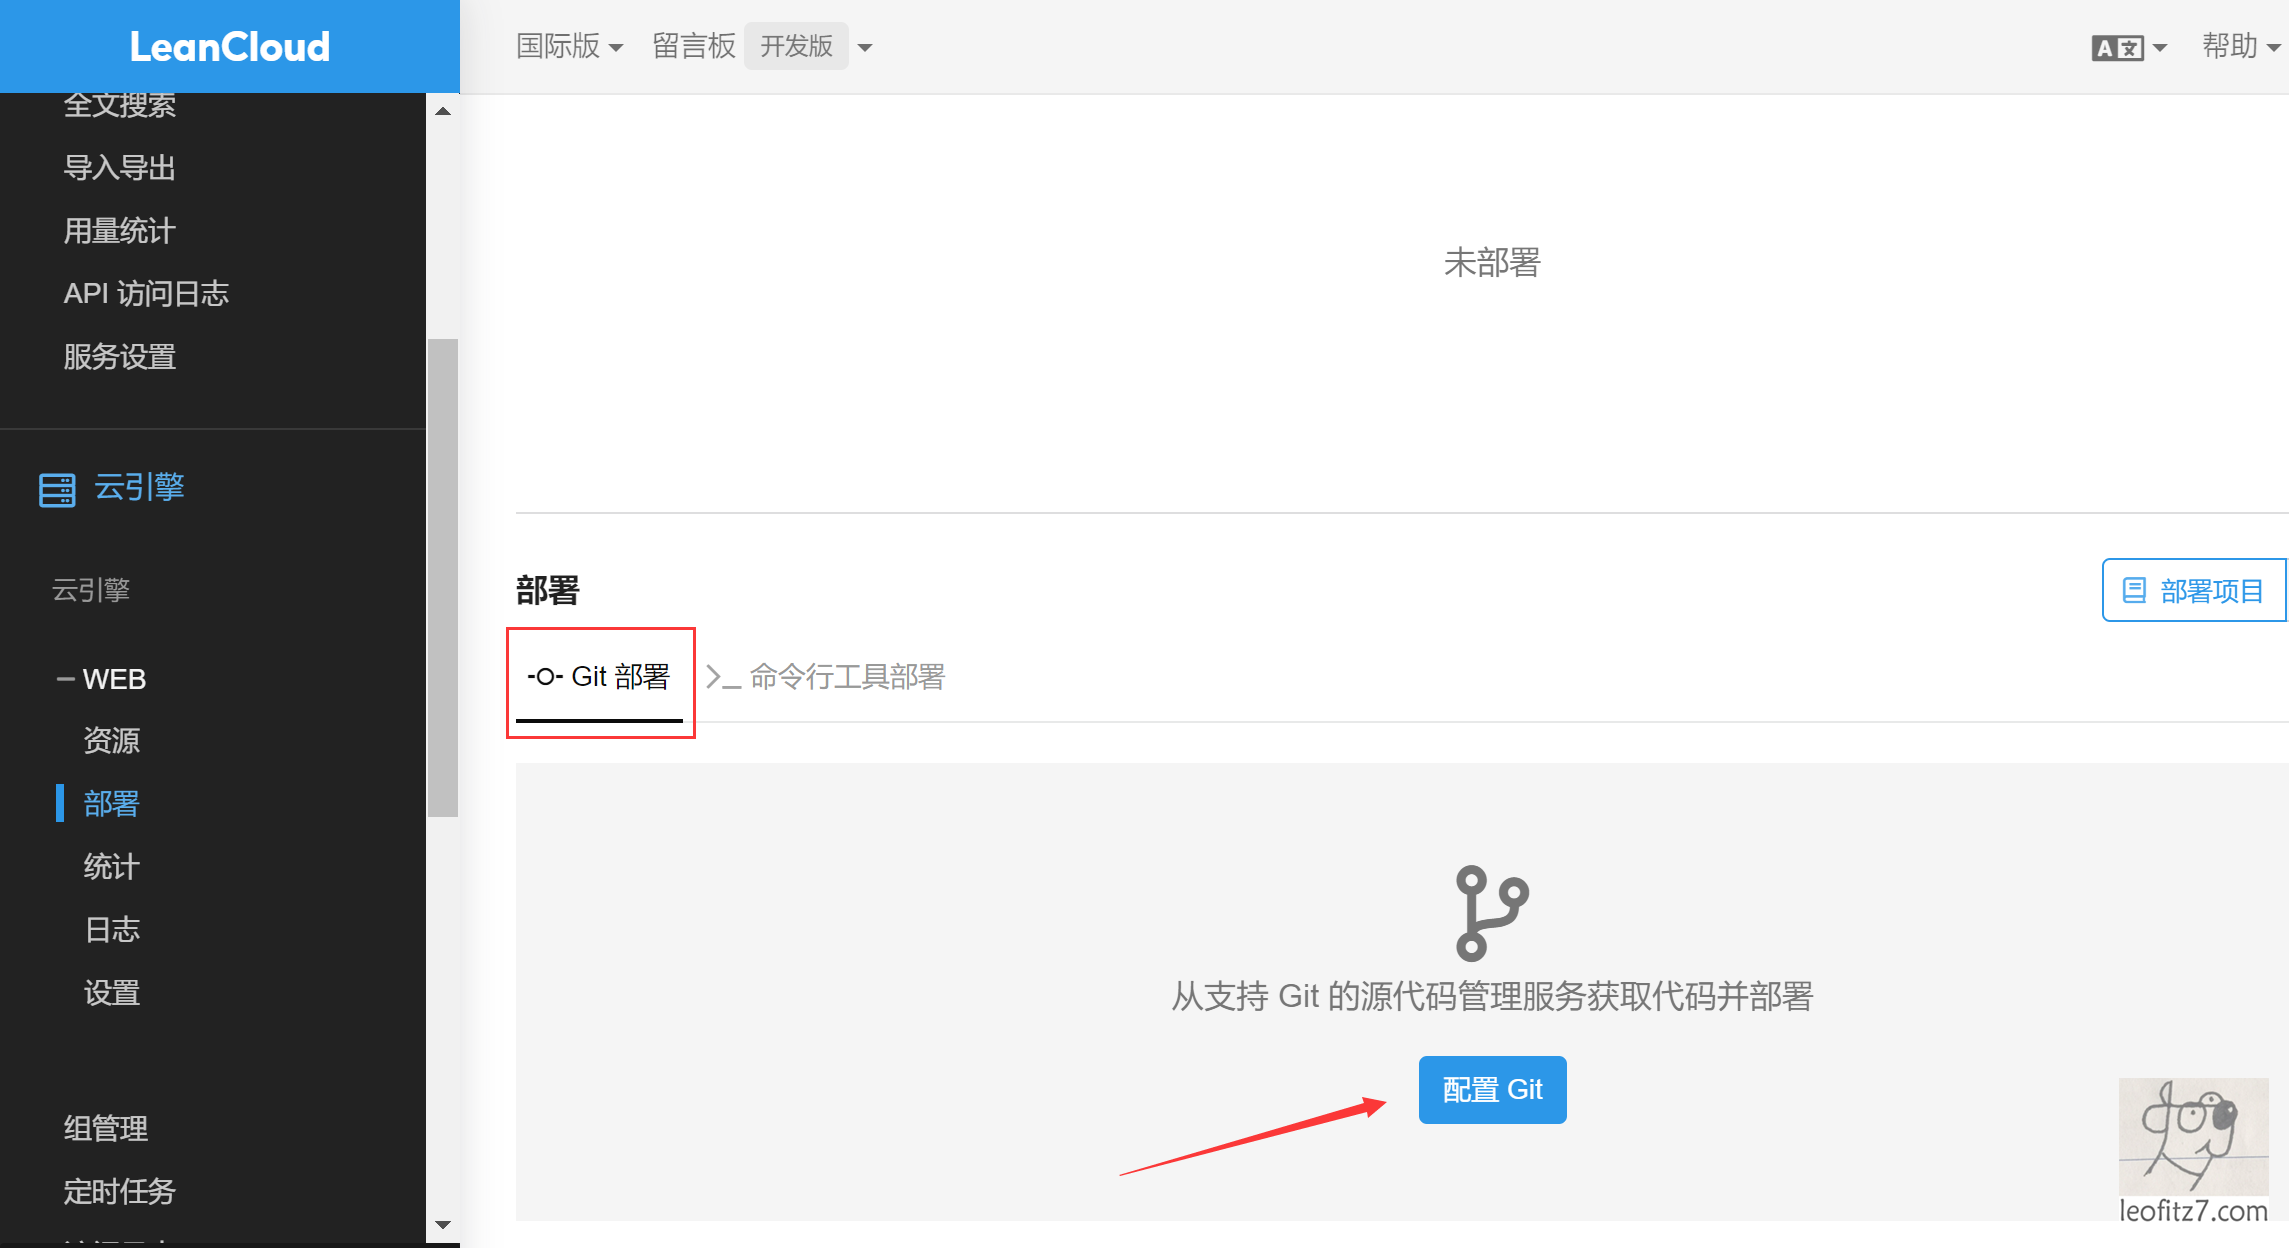 LeanCloud
国际版
留言板
开发版
A文
帮助
全文搜索
导入导出
用量统计
API 访问日志
服务设置
云引擎
云引擎
WEB
资源
部署
统计
日志
设置
组管理
定时任务
未部署
部署
部署项目
Git 部署
命令行工具部署
从支持 Git 的源代码管理服务获取代码并部署
配置 Git
dog
leofitz7.com